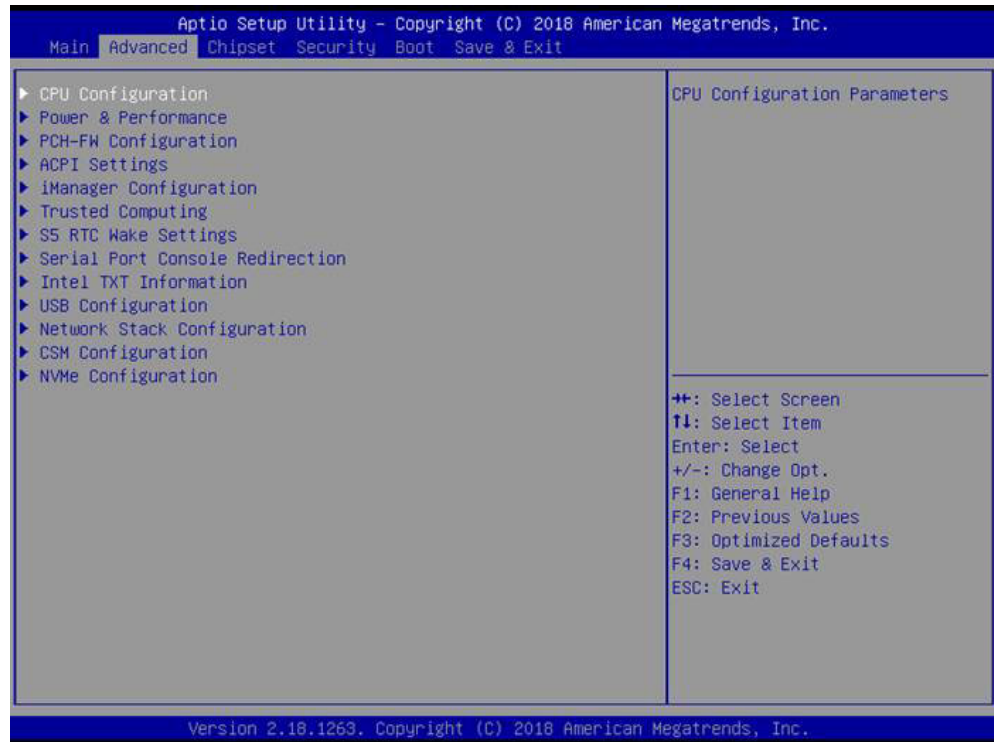 Aptio Setup Utility – Copyright (C) 2018 American Megatrends, Inc.
Main Advanced Chipset Security Boot Save & Exit
▶ CPU Configuration
▶ Power & Performance
▶ PCH-FW Configuration
▶ ACPI Settings
▶ iManager Configuration
▶ Trusted Computing
▶ S5 RTC Wake Settings
▶ Serial Port Console Redirection
▶ Intel TXT Information
▶ USB Configuration
▶ Network Stack Configuration
▶ CSM Configuration
▶ NVMe Configuration
CPU Configuration Parameters
→←: Select Screen
↑↓: Select Item
Enter: Select
+/-: Change Opt.
F1: General Help
F2: Previous Values
F3: Optimized Defaults
F4: Save & Exit
ESC: Exit
Version 2.18.1263. Copyright (C) 2018 American Megatrends, Inc.